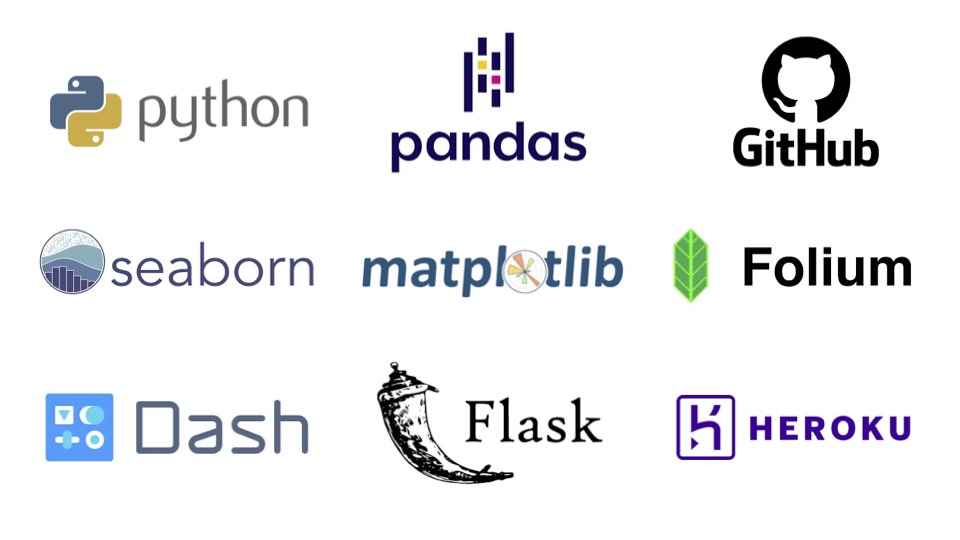 python
pandas
GitHub
seaborn
matplotlib
Folium
Dash
Flask
HEROKU